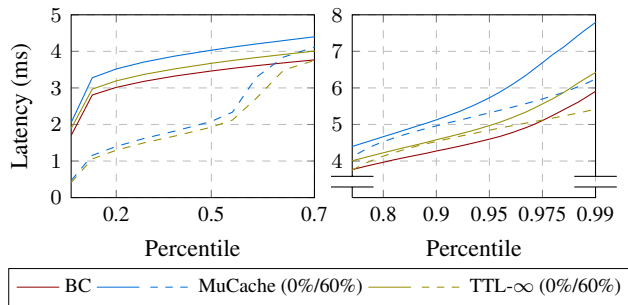 5
4
3
2
1
0
Latency (ms)
0.2 0.5 0.7
Percentile
8
7
6
5
4
0.8 0.9 0.95 0.975 0.99
Percentile
BC MuCache (0%/60%) TTL-∞ (0%/60%)